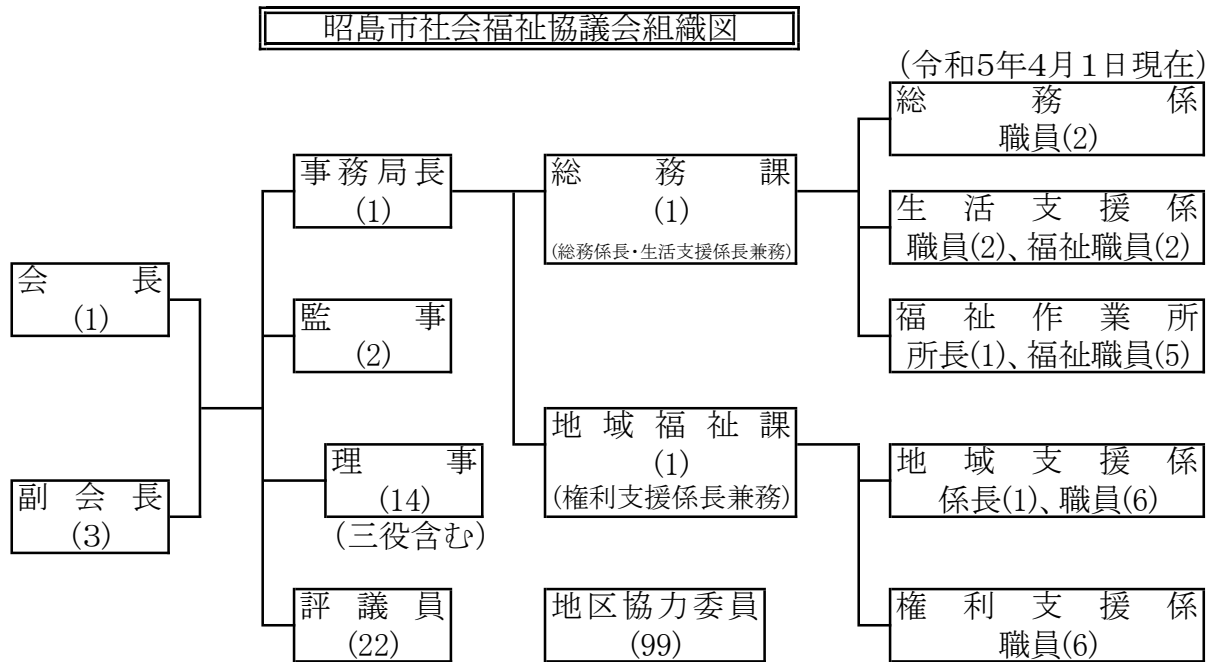 昭島市社会福祉協議会組織図
(令和5年4月1日現在)
会長
(1)
副会長
(3)
事務局長
(1)
監事
(2)
理事
(14)
(三役含む)
評議員
(22)
総務課
(1)
(総務係長・生活支援係長兼務)
地域福祉課
(1)
(権利支援係長兼務)
地区協力委員
(99)
総務係
職員(2)
生活支援係
職員(2)、福祉職員(2)
福祉作業所
所長(1)、福祉職員(5)
地域支援係
係長(1)、職員(6)
権利支援係
職員(6)